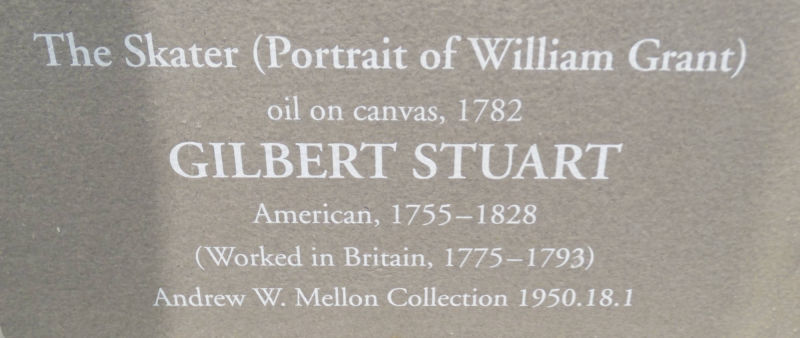 The Skater (Portrait of William Grant)
oil on canvas, 1782
GILBERT STUART
American, 1755–1828
(Worked in Britain, 1775–1793)
Andrew W. Mellon Collection 1950.18.1